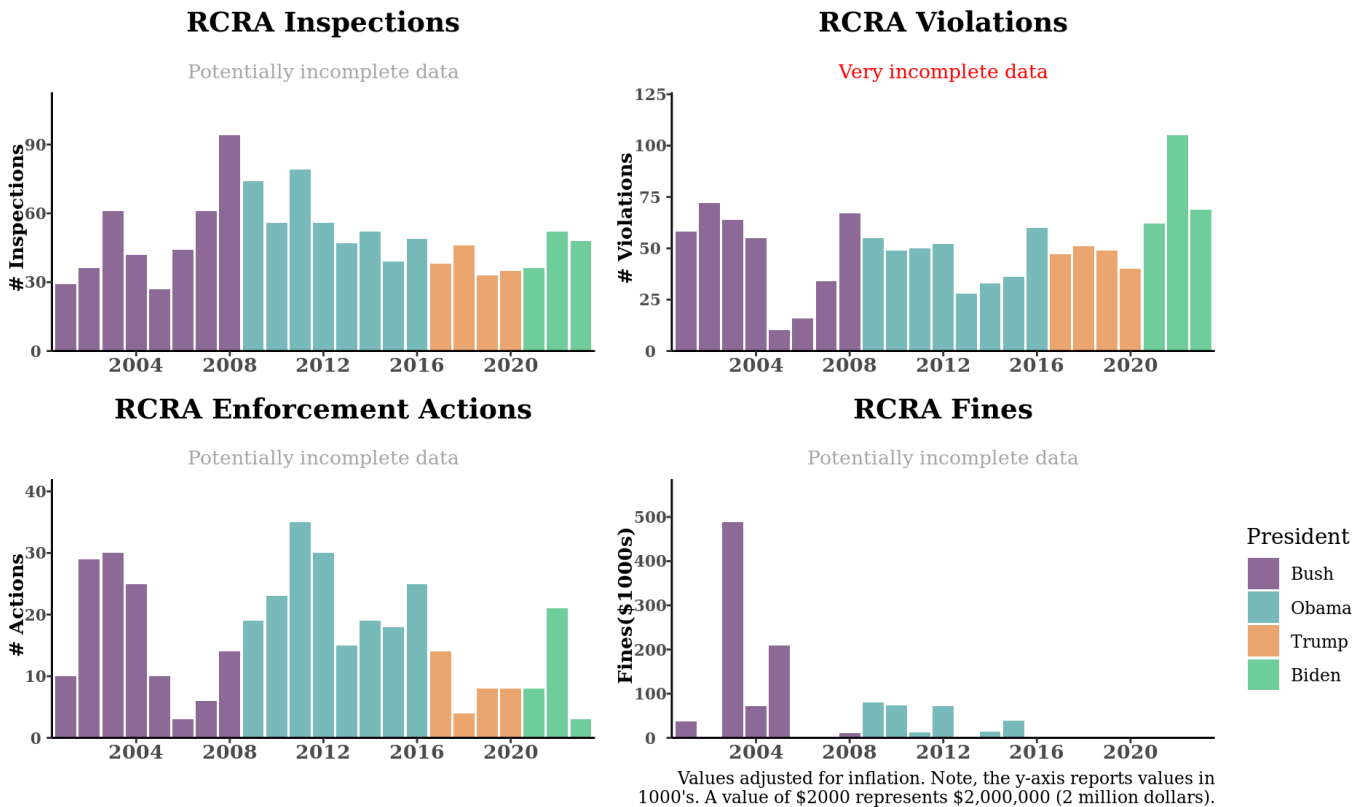 RCRA Inspections
Potentially incomplete data
# Inspections
90
60
30
0
2004 2008 2012 2016 2020
RCRA Violations
Very incomplete data
# Violations
125
100
75
50
25
0
2004 2008 2012 2016 2020
RCRA Enforcement Actions
Potentially incomplete data
# Actions
40
30
20
10
0
2004 2008 2012 2016 2020
RCRA Fines
Potentially incomplete data
Fines($1000s)
500
400
300
200
100
0
2004 2008 2012 2016 2020
Values adjusted for inflation. Note, the y-axis reports values in
1000's. A value of $2000 represents $2,000,000 (2 million dollars).
President
Bush
Obama
Trump
Biden